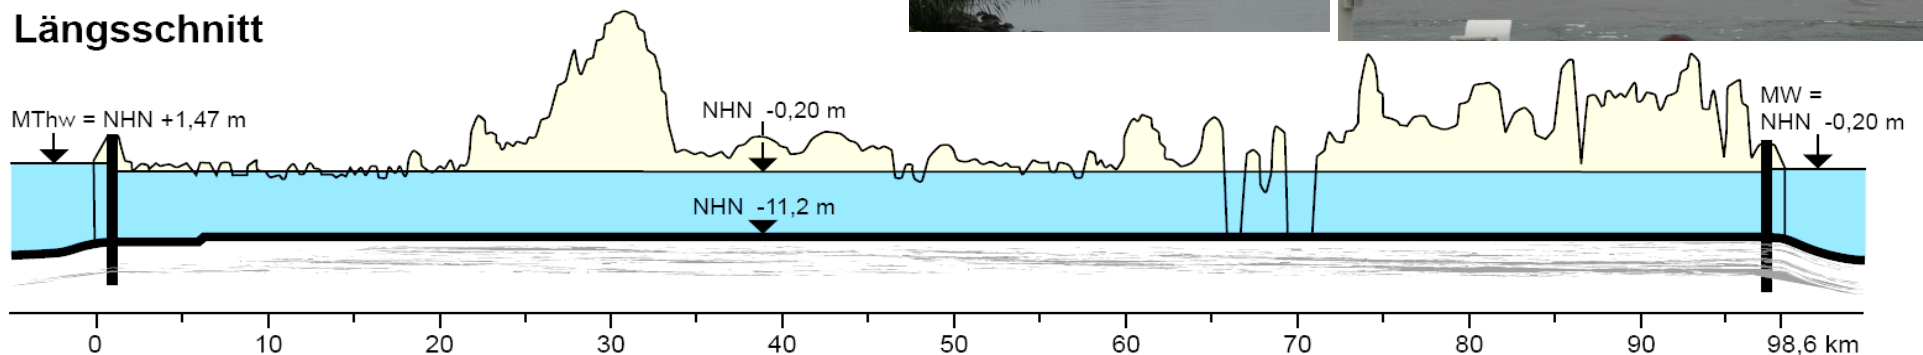 Längsschnitt
MThw = NHN +1,47 m
NHN -0,20 m
MW =
NHN -0,20 m
NHN -11,2 m
0 10 20 30 40 50 60 70 80 90 98,6 km